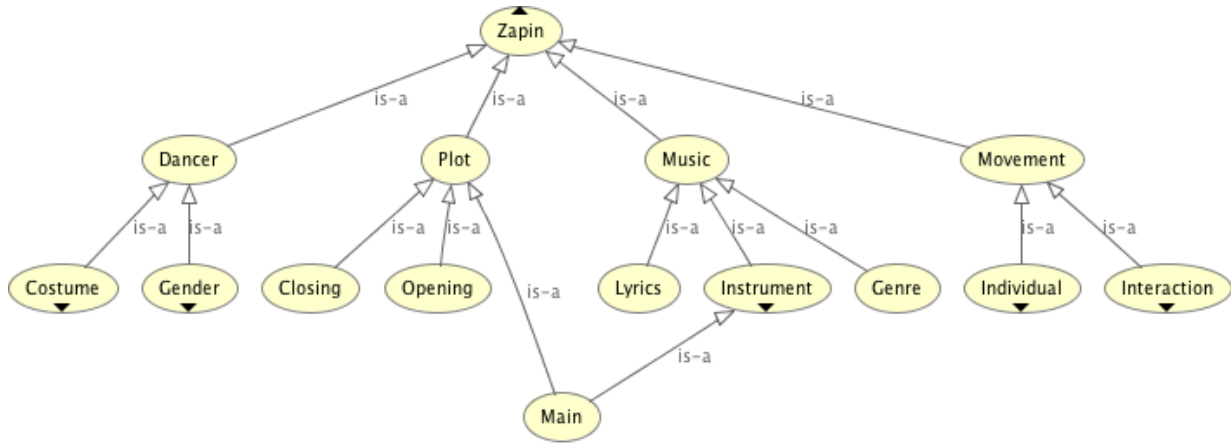 Zapin
is-a is-a is-a is-a
Dancer Plot Music Movement
is-a is-a is-a is-a is-a is-a is-a is-a is-a
Costume Gender Closing Opening Lyrics Instrument Genre Individual Interaction
is-a
is-a
Main